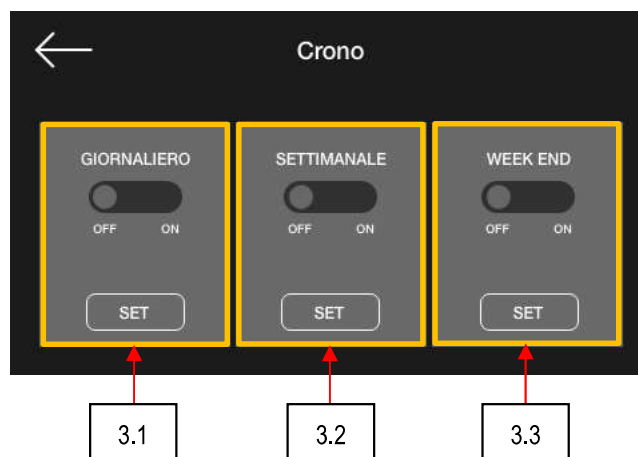 Crono
GIORNALIERO SETTIMANALE WEEK END
OFF ON OFF ON OFF ON
SET SET SET
3.1 3.2 3.3